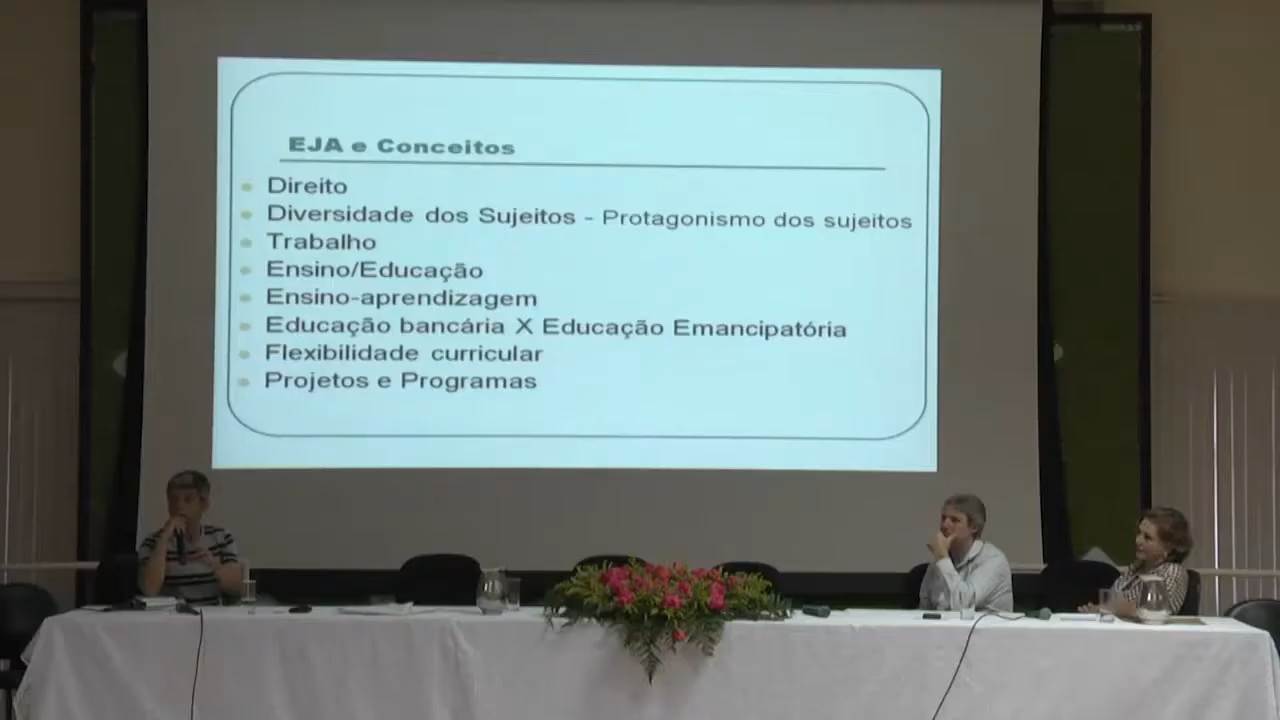 EJA e Conceitos
Direito
Diversidade dos Sujeitos - Protagonismo dos sujeitos
Trabalho
Ensino/Educação
Ensino-aprendizagem
Educação bancária X Educação Emancipatória
Flexibilidade curricular
Projetos e Programas